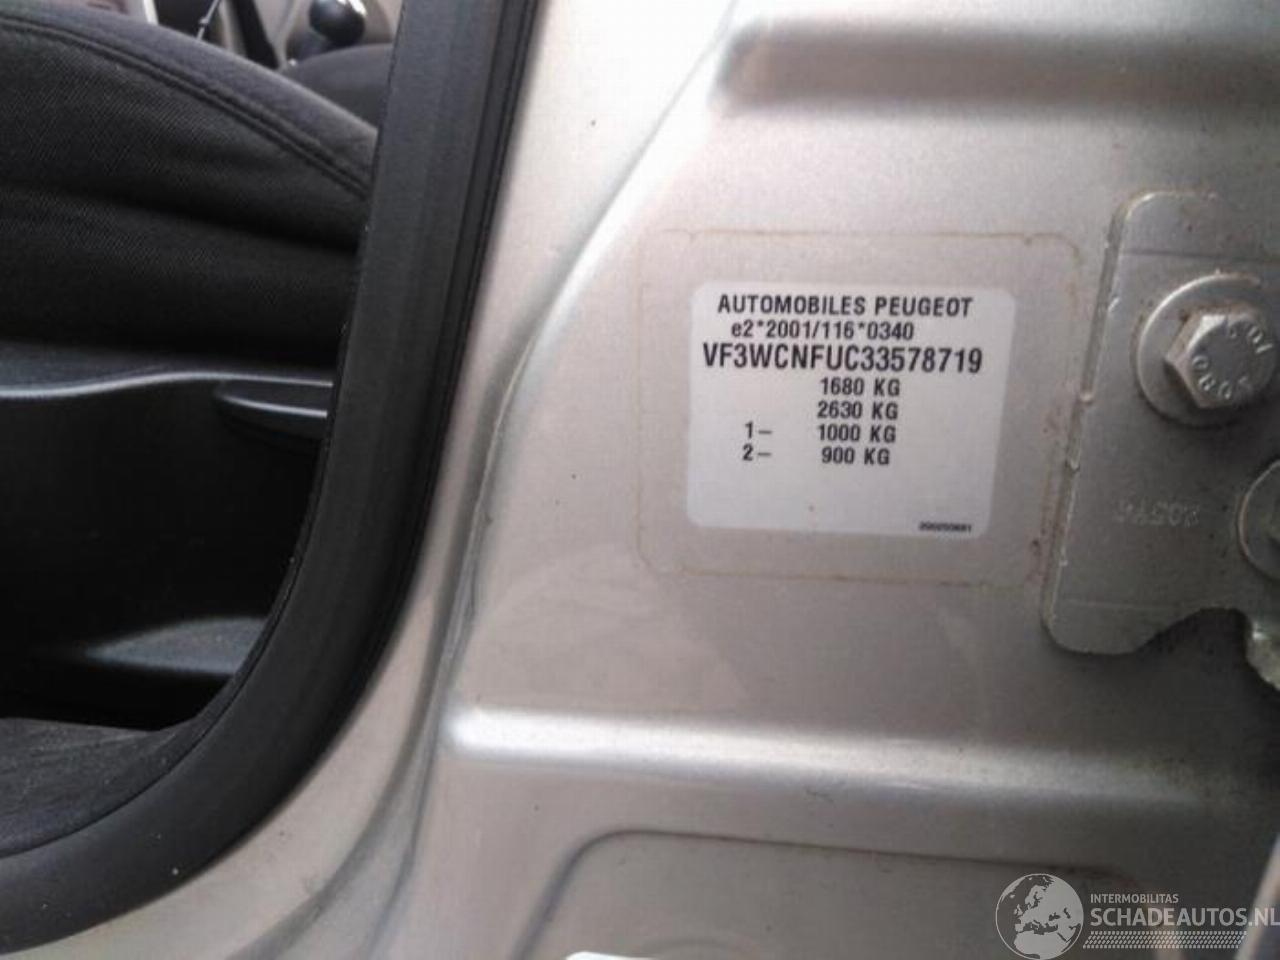 AUTOMOBILES PEUGEOT
e2*2001/116*0340
VF3WCNFUC33578719
1680 KG
2630 KG
1- 1000 KG
2- 900 KG
INTERMOBILITAS
SCHADEAUTOS.NL